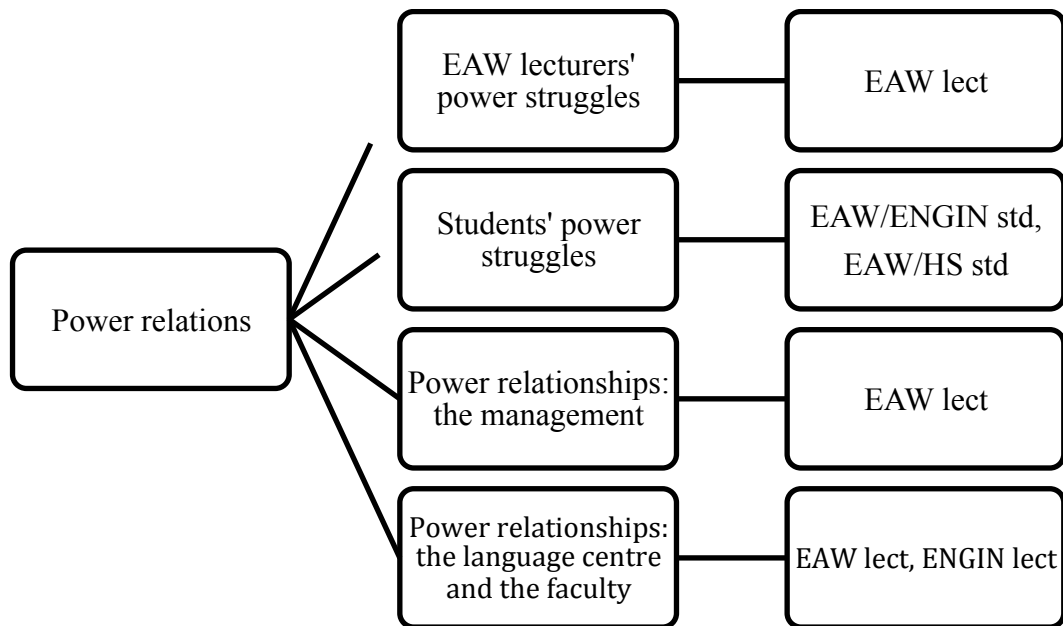 Power relations
EAW lecturers'
power struggles
EAW lect
Students' power
struggles
EAW/ENGIN std,
EAW/HS std
Power relationships:
the management
EAW lect
Power relationships:
the language centre
and the faculty
EAW lect, ENGIN lect